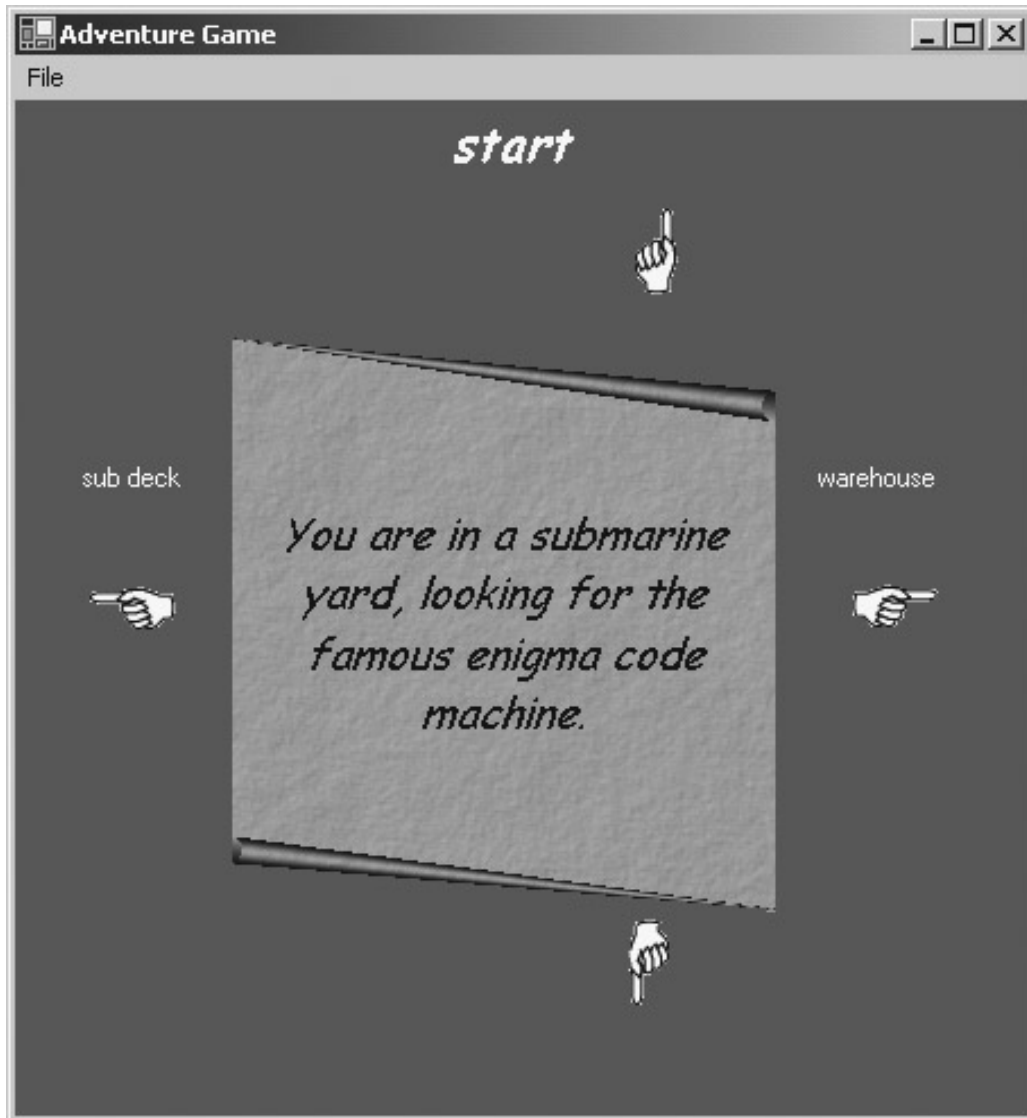 Adventure Game
File
start
sub deck
warehouse
You are in a submarine
yard, looking for the
famous enigma code
machine.